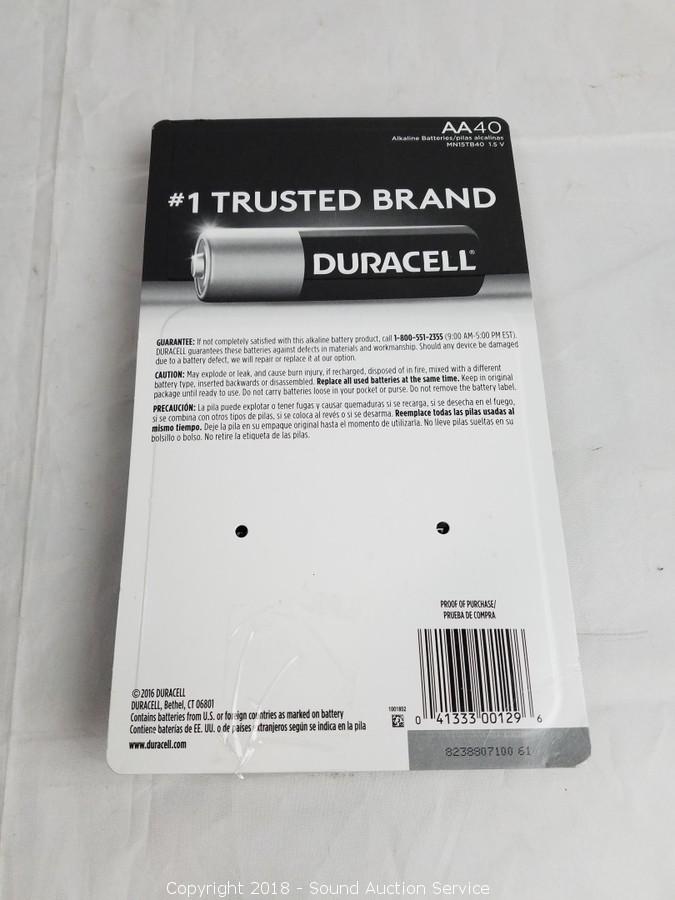 AA40
Alkaline Batteries/pilas alcalinas
MN15TB40 1.5 V
#1 TRUSTED BRAND
DURACELL®
GUARANTEE: If not completely satisfied with this alkaline battery product, call 1-800-551-2355 (9:00 AM-5:00 PM EST).
DURACELL guarantees these batteries against defects in materials and workmanship. Should any device be damaged
due to a battery defect, we will repair or replace it at our option.
CAUTION: May explode or leak, and cause burn injury, if recharged, disposed of in fire, mixed with a different
battery type, inserted backwards or disassembled. Replace all used batteries at the same time. Keep in original
package until ready to use. Do not carry batteries loose in your pocket or purse. Do not remove the battery label.
PRECAUCIÓN: La pila puede explotar o tener fugas y causar quemaduras si se recarga, si se desecha en el fuego,
si se combina con otros tipos de pilas, si se coloca al revés o si se desarma. Reemplace todas las pilas usadas al
mismo tiempo. Deje la pila en su empaque original hasta el momento de utilizarla. No lleve pilas sueltas en su
bolsillo o bolso. No retire la etiqueta de las pilas.
PROOF OF PURCHASE/
PRUEBA DE COMPRA
©2016 DURACELL
DURACELL, Bethel, CT 06801
Contains batteries from U.S. or foreign countries as marked on battery
Contiene baterías de EE. UU. o de países extranjeros según se indica en la pila
www.duracell.com
1001852
0 41333 00129 6
8238807100 61
Copyright 2018 - Sound Auction Service